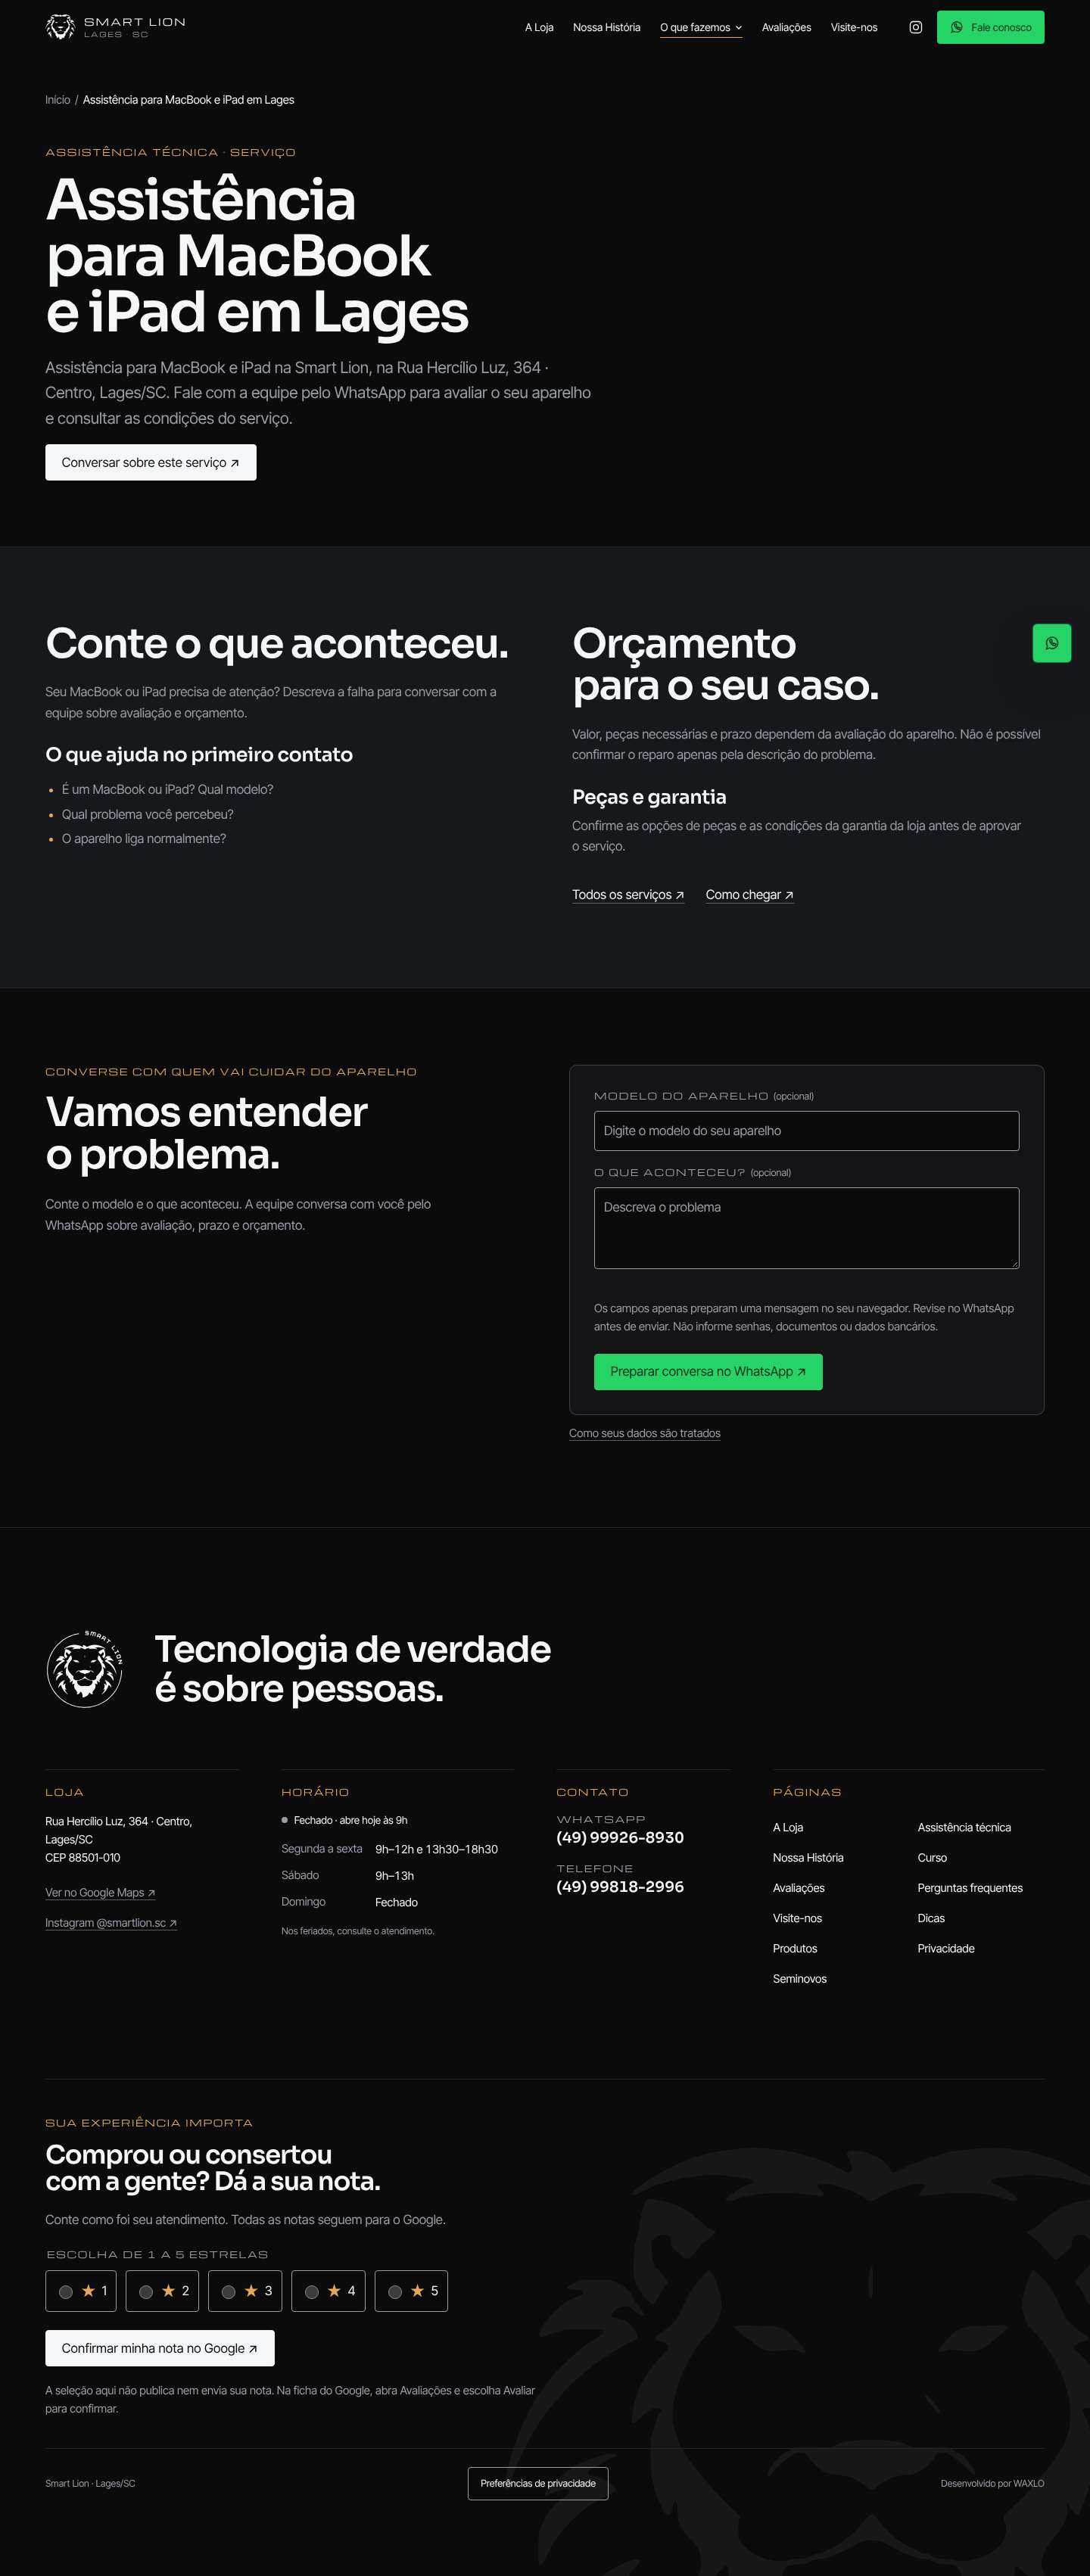 SMART LION
LAGES · SC
A Loja
Nossa História
O que fazemos
Avaliações
Visite-nos
Fale conosco
Início / Assistência para MacBook e iPad em Lages
ASSISTÊNCIA TÉCNICA · SERVIÇO
Assistência
para MacBook
e iPad em Lages
Assistência para MacBook e iPad na Smart Lion, na Rua Hercílio Luz, 364 ·
Centro, Lages/SC. Fale com a equipe pelo WhatsApp para avaliar o seu aparelho
e consultar as condições do serviço.
Conversar sobre este serviço ↗
Conte o que aconteceu.
Seu MacBook ou iPad precisa de atenção? Descreva a falha para conversar com a
equipe sobre avaliação e orçamento.
O que ajuda no primeiro contato
• É um MacBook ou iPad? Qual modelo?
• Qual problema você percebeu?
• O aparelho liga normalmente?
Orçamento
para o seu caso.
Valor, peças necessárias e prazo dependem da avaliação do aparelho. Não é possível
confirmar o reparo apenas pela descrição do problema.
Peças e garantia
Confirme as opções de peças e as condições da garantia da loja antes de aprovar
o serviço.
Todos os serviços ↗
Como chegar ↗
CONVERSE COM QUEM VAI CUIDAR DO APARELHO
Vamos entender
o problema.
Conte o modelo e o que aconteceu. A equipe conversa com você pelo
WhatsApp sobre avaliação, prazo e orçamento.
MODELO DO APARELHO (opcional)
Digite o modelo do seu aparelho
O QUE ACONTECEU? (opcional)
Descreva o problema
Os campos apenas preparam uma mensagem no seu navegador. Revise no WhatsApp
antes de enviar. Não informe senhas, documentos ou dados bancários.
Preparar conversa no WhatsApp ↗
Como seus dados são tratados
SMART LION
Tecnologia de verdade
é sobre pessoas.
LOJA
Rua Hercílio Luz, 364 · Centro,
Lages/SC
CEP 88501-010
Ver no Google Maps ↗
Instagram @smartlion.sc ↗
HORÁRIO
Fechado · abre hoje às 9h
Segunda a sexta 9h–12h e 13h30–18h30
Sábado 9h–13h
Domingo Fechado
Nos feriados, consulte o atendimento.
CONTATO
WHATSAPP
(49) 99926-8930
TELEFONE
(49) 99818-2996
PÁGINAS
A Loja
Nossa História
Avaliações
Visite-nos
Produtos
Seminovos
Assistência técnica
Curso
Perguntas frequentes
Dicas
Privacidade
SUA EXPERIÊNCIA IMPORTA
Comprou ou consertou
com a gente? Dá a sua nota.
Conte como foi seu atendimento. Todas as notas seguem para o Google.
ESCOLHA DE 1 A 5 ESTRELAS
★ 1
★ 2
★ 3
★ 4
★ 5
Confirmar minha nota no Google ↗
A seleção aqui não publica nem envia sua nota. Na ficha do Google, abra Avaliações e escolha Avaliar
para confirmar.
Smart Lion · Lages/SC
Preferências de privacidade
Desenvolvido por WAXLO